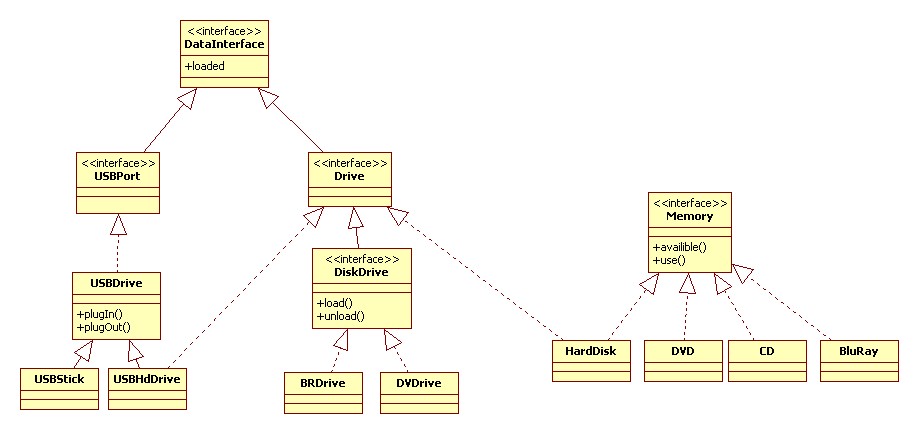 <<interface>>
DataInterface
+loaded
<<interface>>
USBPort
<<interface>>
Drive
<<interface>>
Memory
+availible()
+use()
USBDrive
+plugIn()
+plugOut()
<<interface>>
DiskDrive
+load()
+unload()
USBStick
USBHdDrive
BRDrive
DVDrive
HardDisk
DVD
CD
BluRay